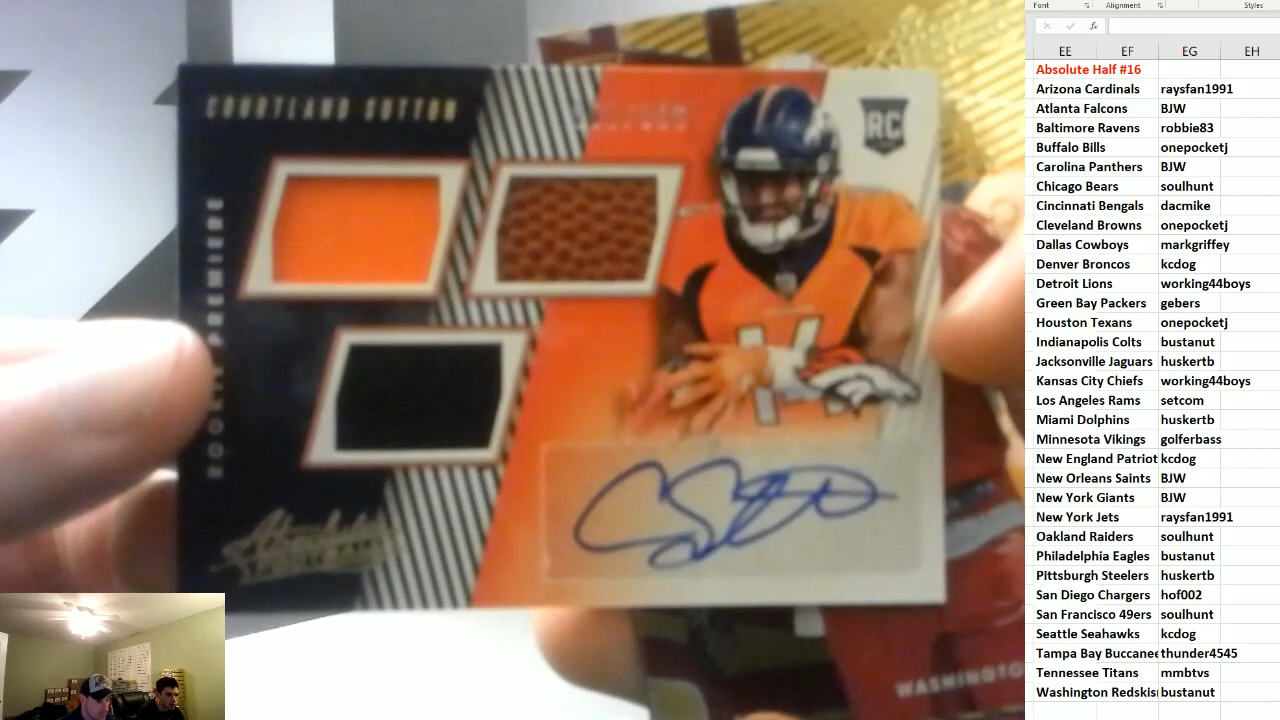 COURTLAND SUTTON
RC
ROOKIE PREMIERE
14
Absolute
FOOTBALL
WASHINGTO
Font Alignment Styles
fx
EE EF EG EH
Absolute Half #16
Arizona Cardinals raysfan1991
Atlanta Falcons BJW
Baltimore Ravens robbie83
Buffalo Bills onepocketj
Carolina Panthers BJW
Chicago Bears soulhunt
Cincinnati Bengals dacmike
Cleveland Browns onepocketj
Dallas Cowboys markgriffey
Denver Broncos kcdog
Detroit Lions working44boys
Green Bay Packers gebers
Houston Texans onepocketj
Indianapolis Colts bustanut
Jacksonville Jaguars huskertb
Kansas City Chiefs working44boys
Los Angeles Rams setcom
Miami Dolphins huskertb
Minnesota Vikings golferbass
New England Patriot kcdog
New Orleans Saints BJW
New York Giants BJW
New York Jets raysfan1991
Oakland Raiders soulhunt
Philadelphia Eagles bustanut
Pittsburgh Steelers huskertb
San Diego Chargers hof002
San Francisco 49ers soulhunt
Seattle Seahawks kcdog
Tampa Bay Buccanee thunder4545
Tennessee Titans mmbtvs
Washington Redskis bustanut